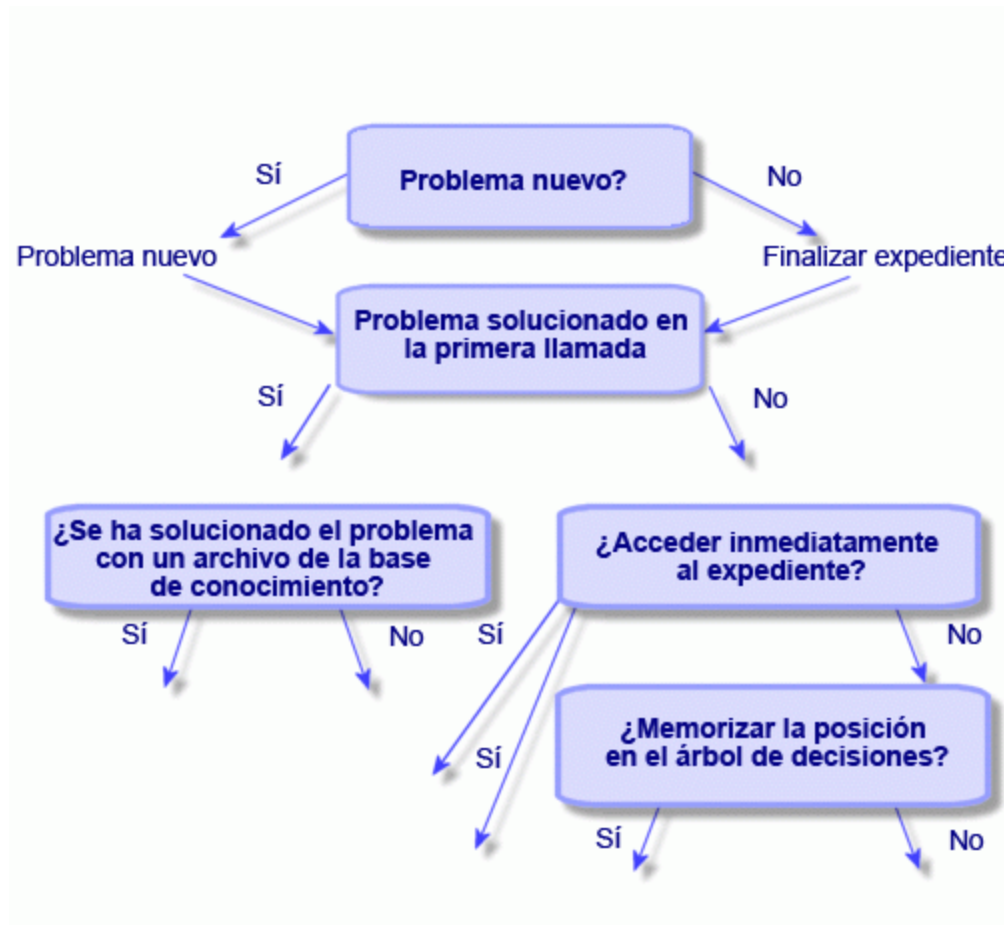 Problema nuevo?
Sí
No
Problema nuevo
Finalizar expediente
Problema solucionado en
la primera llamada
Sí
No
¿Se ha solucionado el problema
con un archivo de la base
de conocimiento?
¿Acceder inmediatamente
al expediente?
Sí
No
Sí
No
¿Memorizar la posición
en el árbol de decisiones?
Sí
Sí
No